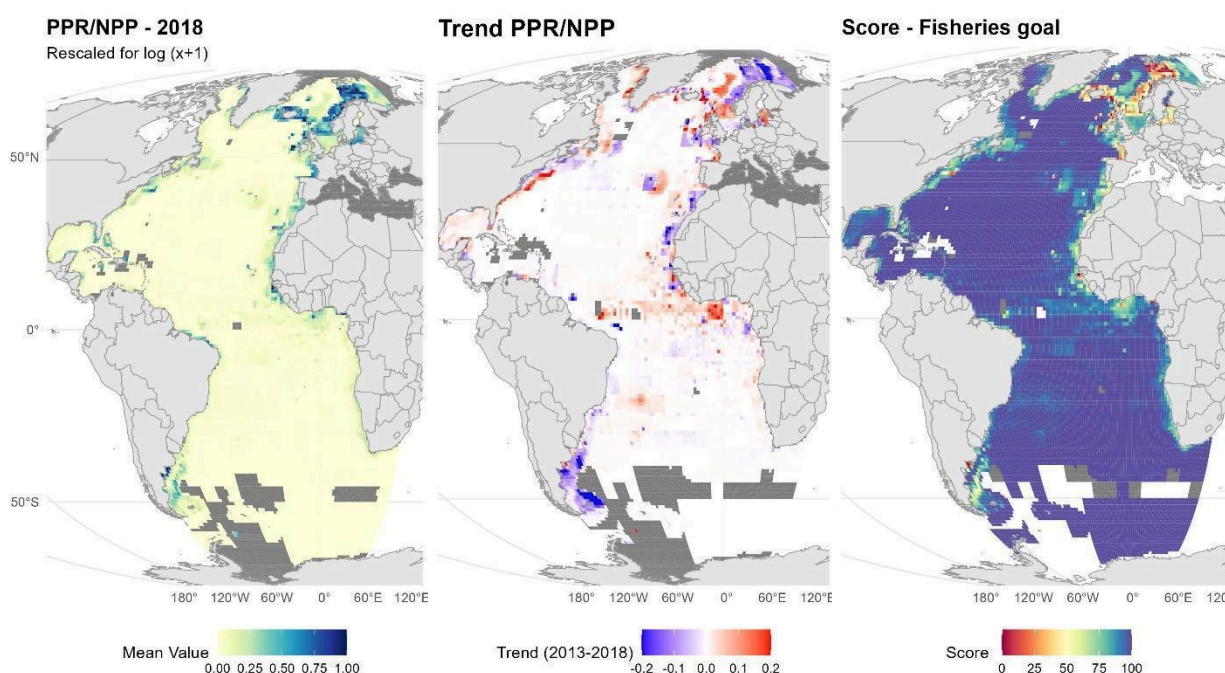 PPR/NPP - 2018
Rescaled for log (x+1)
Trend PPR/NPP
Score - Fisheries goal
50°N
0°
50°S
180° 120°W 60°W 0° 60°E 120°E
180° 120°W 60°W 0° 60°E 120°E
180° 120°W 60°W 0° 60°E 120°E
Mean Value
0.00 0.25 0.50 0.75 1.00
Trend (2013-2018)
-0.2 -0.1 0.0 0.1 0.2
Score
0 25 50 75 100